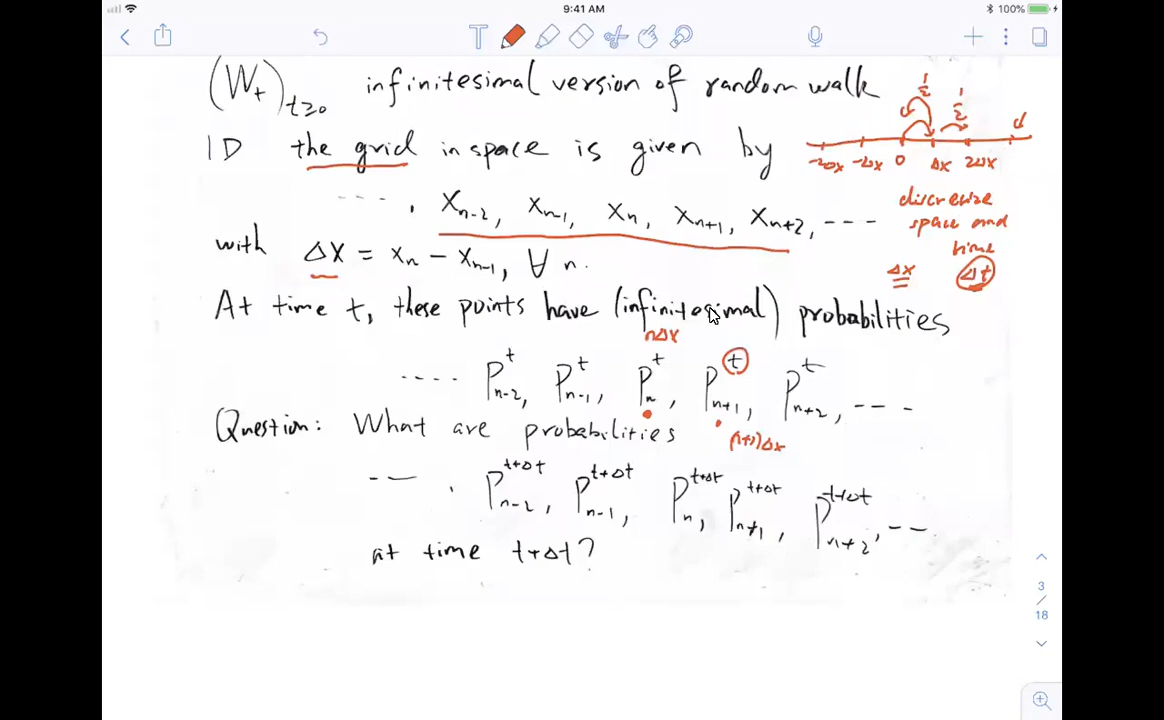 9:41 AM
100%
T
(W_t)_{t≥0} infinitesimal version of random walk
1/2 1/2
1D the grid in space is given by
-2Δx -Δx 0 Δx 2Δx
---- , X_{n-2}, X_{n-1}, X_n, X_{n+1}, X_{n+2}, ---
discretize
space and
time
with ΔX = X_n - X_{n-1}, ∀ n.
Δx Δt
At time t, these points have (infinitesimal) probabilities
nΔx
---- P^t_{n-2}, P^t_{n-1}, P^t_n, P^t_{n+1}, P^t_{n+2}, ---
Question: What are probabilities
(n+1)Δx
-- . P^{t+Δt}_{n-2}, P^{t+Δt}_{n-1}, P^{t+Δt}_n, P^{t+Δt}_{n+1}, P^{t+Δt}_{n+2}, --
at time t+Δt?
3
/
18